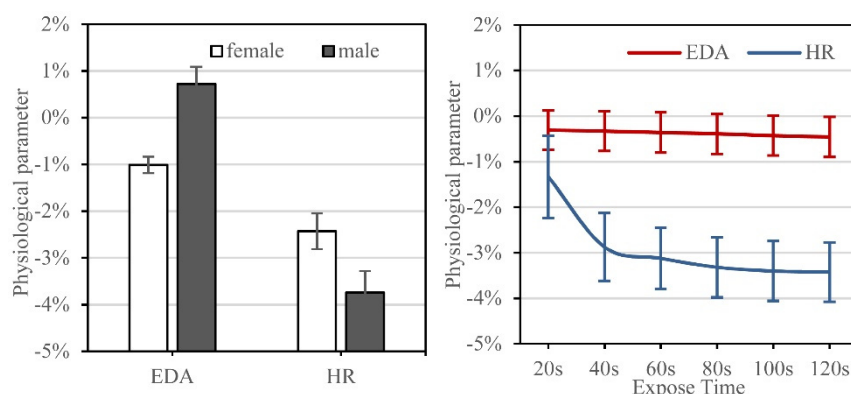 2%
1%
0%
-1%
-2%
-3%
-4%
-5%
Physiological parameter
female male
EDA HR
2%
1%
0%
-1%
-2%
-3%
-4%
-5%
Physiological parameter
EDA HR
20s 40s 60s 80s 100s 120s
Expose Time